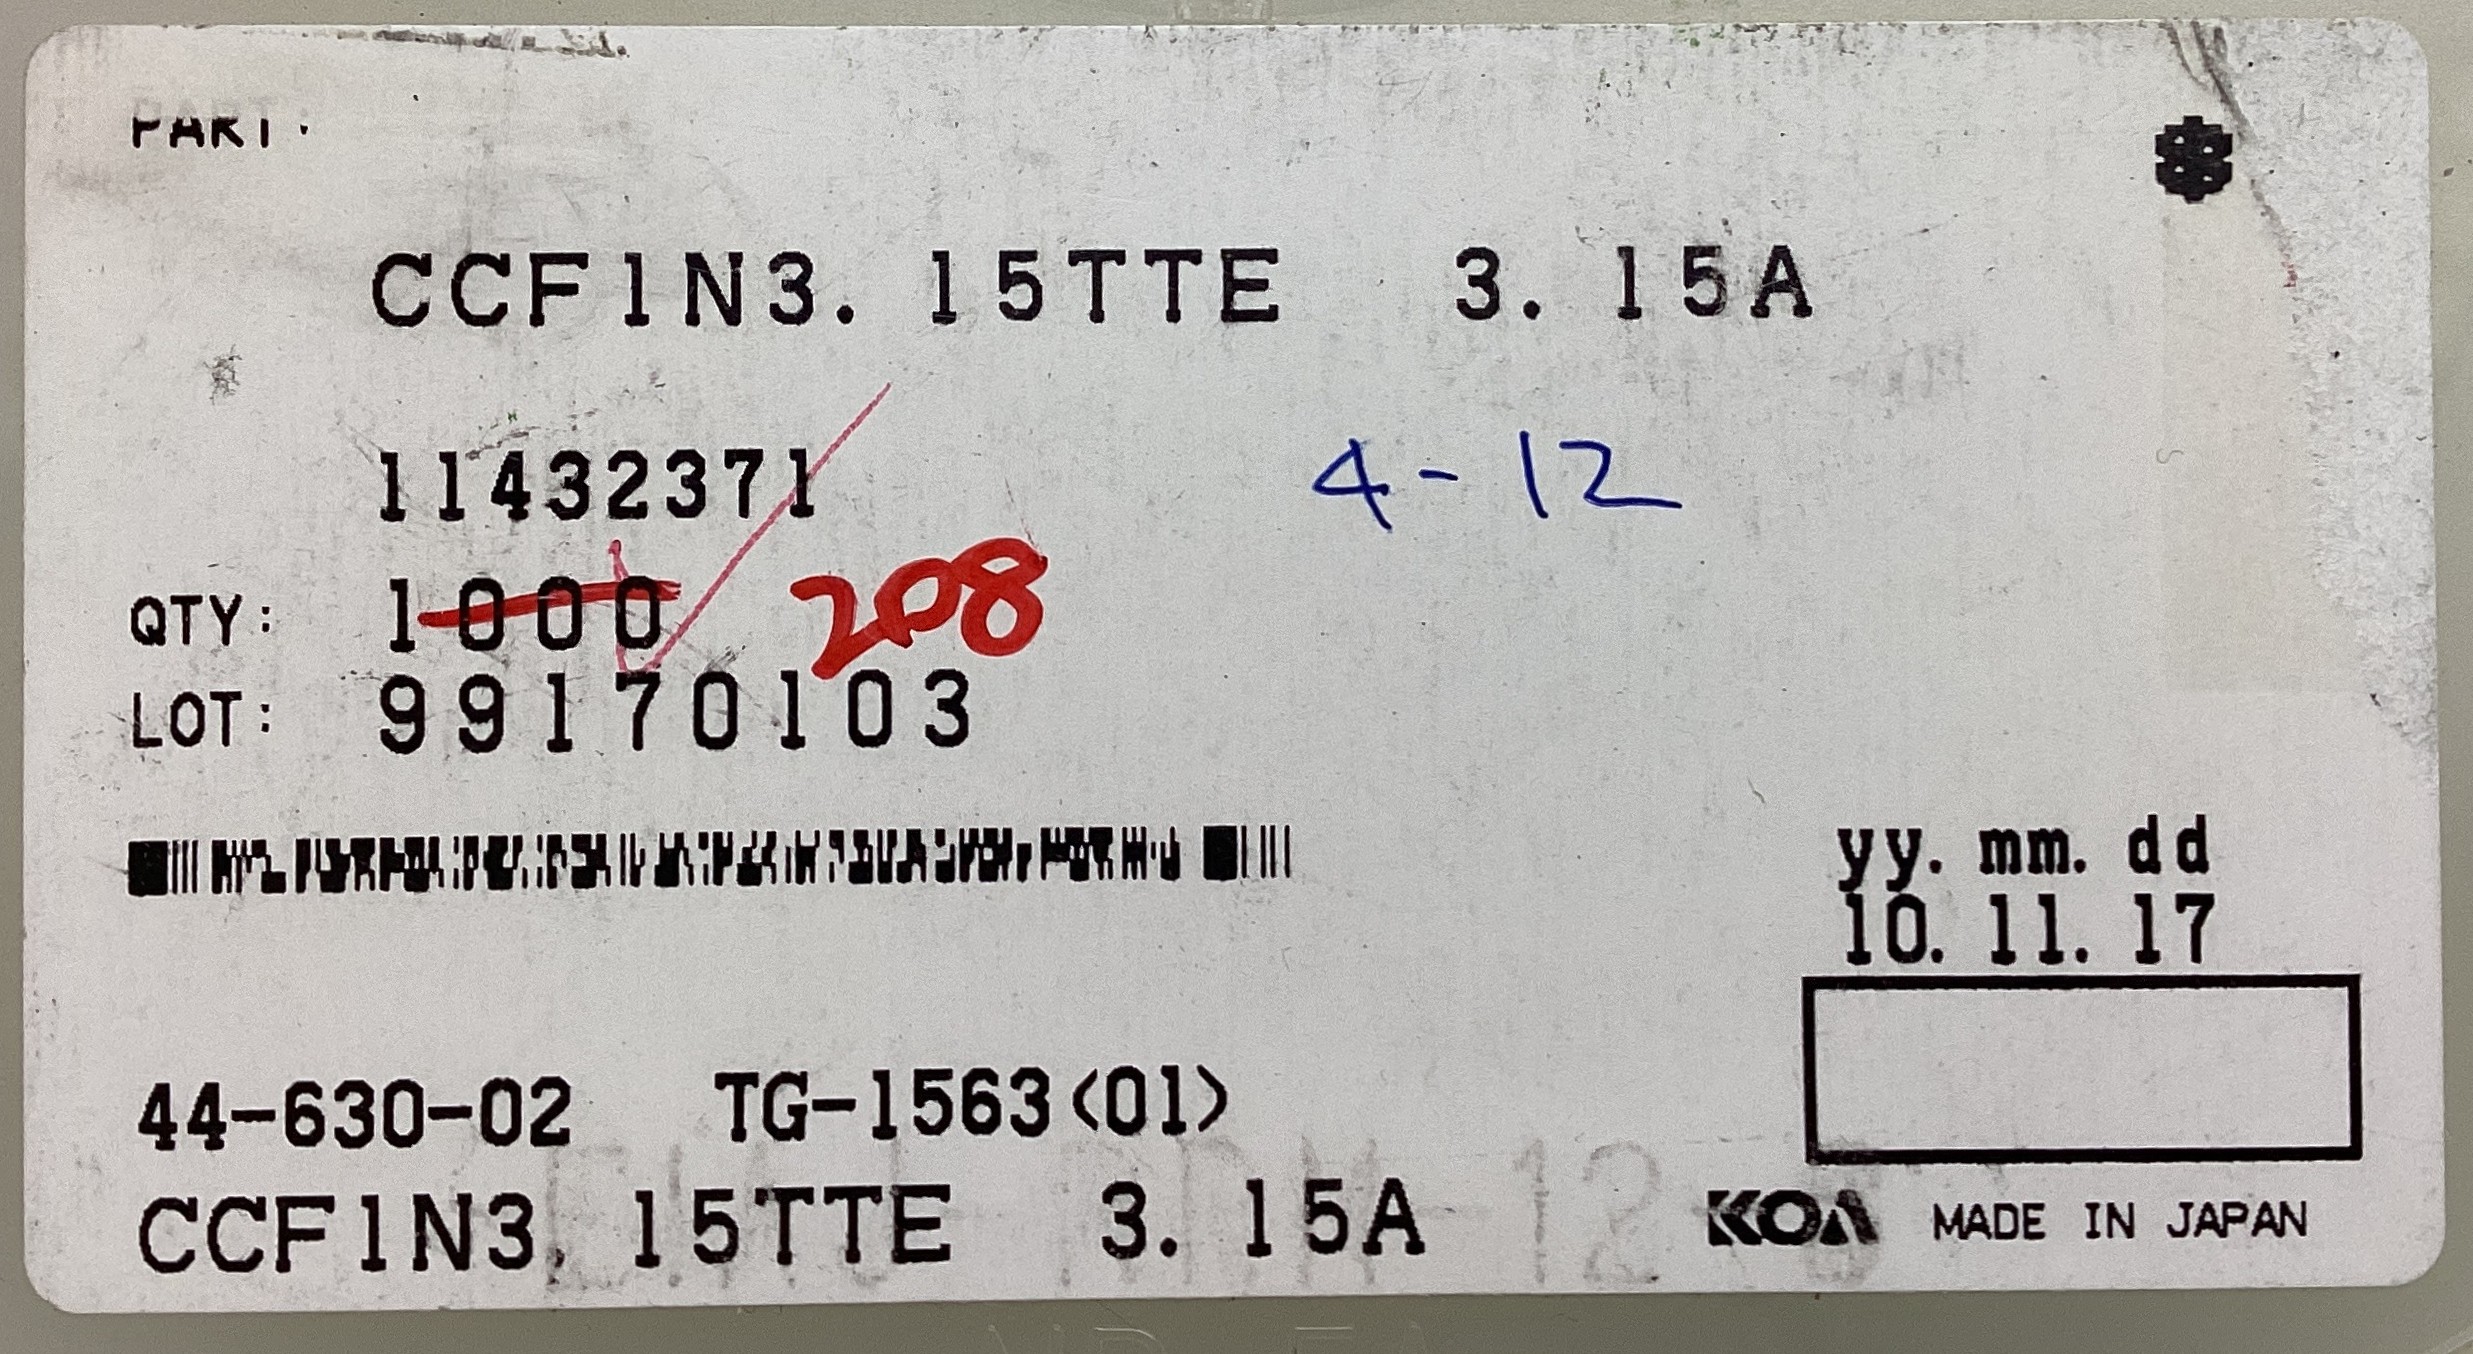 PART:
CCF1N3.15TTE 3.15A
11432371 4-12
QTY: 1000 208
LOT: 99170103
yy.mm.dd
10.11.17
44-630-02 TG-1563(01)
CCF1N3.15TTE 3.15A
KOA MADE IN JAPAN